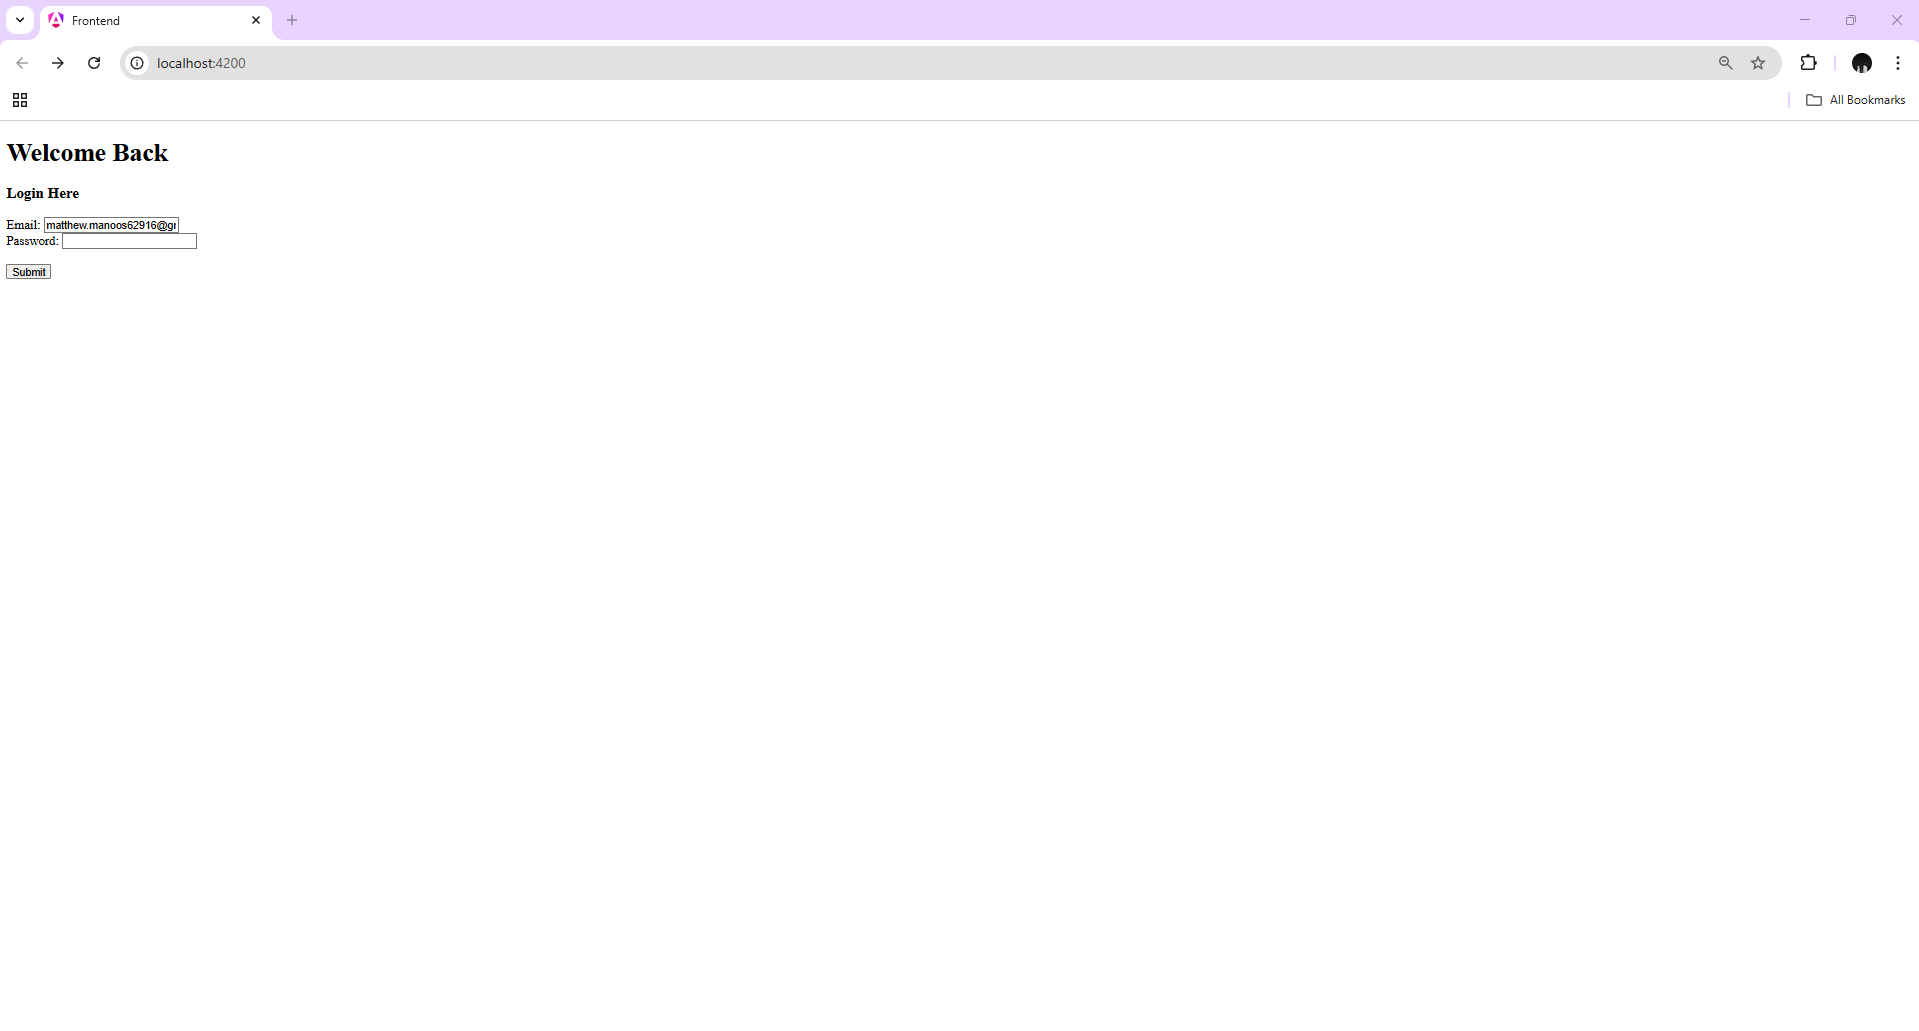 Frontend
localhost:4200
All Bookmarks
Welcome Back
Login Here
Email: matthew.manoos62916@gr
Password:
Submit